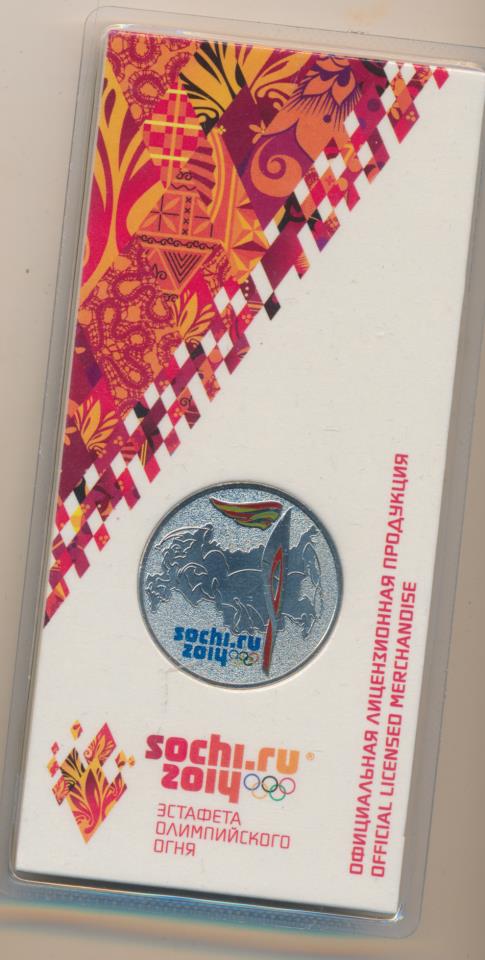 sochi.ru
2014
sochi.ru®
2014
ЭСТАФЕТА
ОЛИМПИЙСКОГО
ОГНЯ
ОФИЦИАЛЬНАЯ ЛИЦЕНЗИОННАЯ ПРОДУКЦИЯ
OFFICIAL LICENSED MERCHANDISE